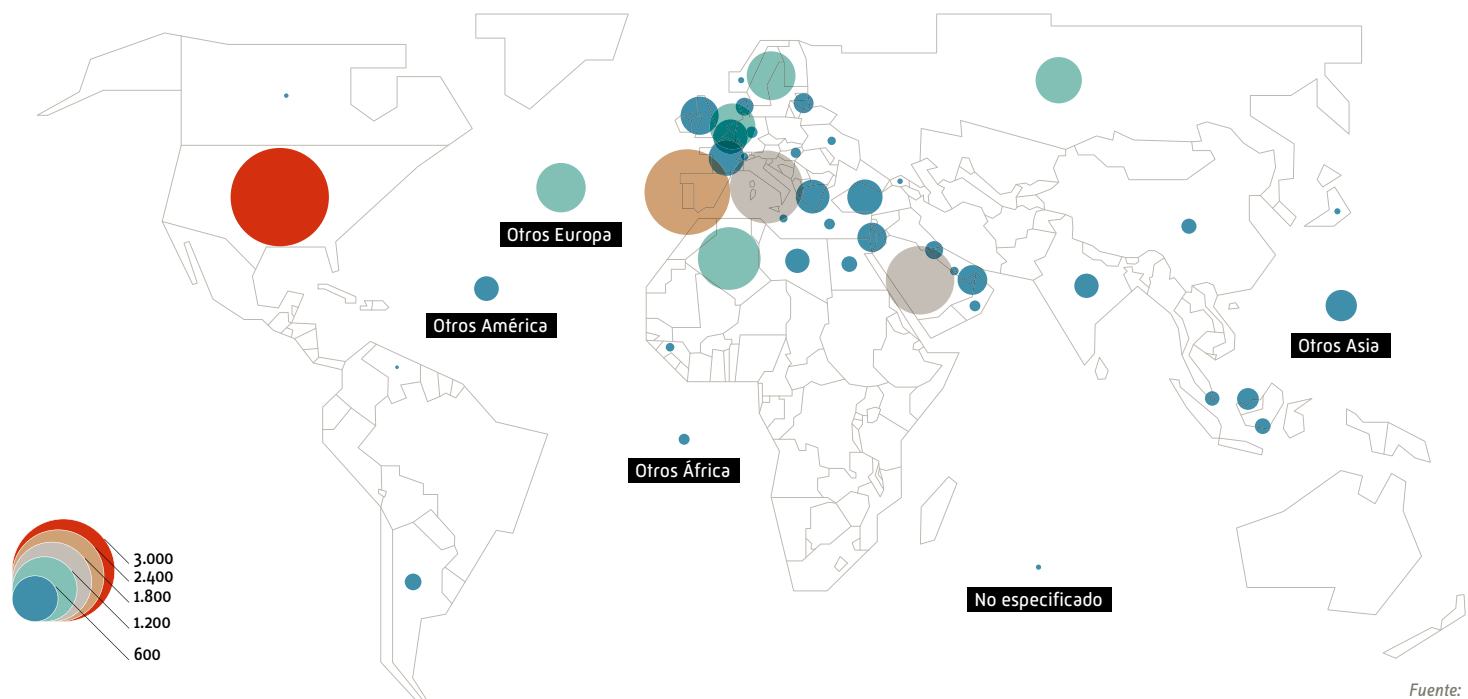 Otros Europa
Otros América
Otros Asia
Otros África
No especificado
3.000
2.400
1.800
1.200
600
Fuente: